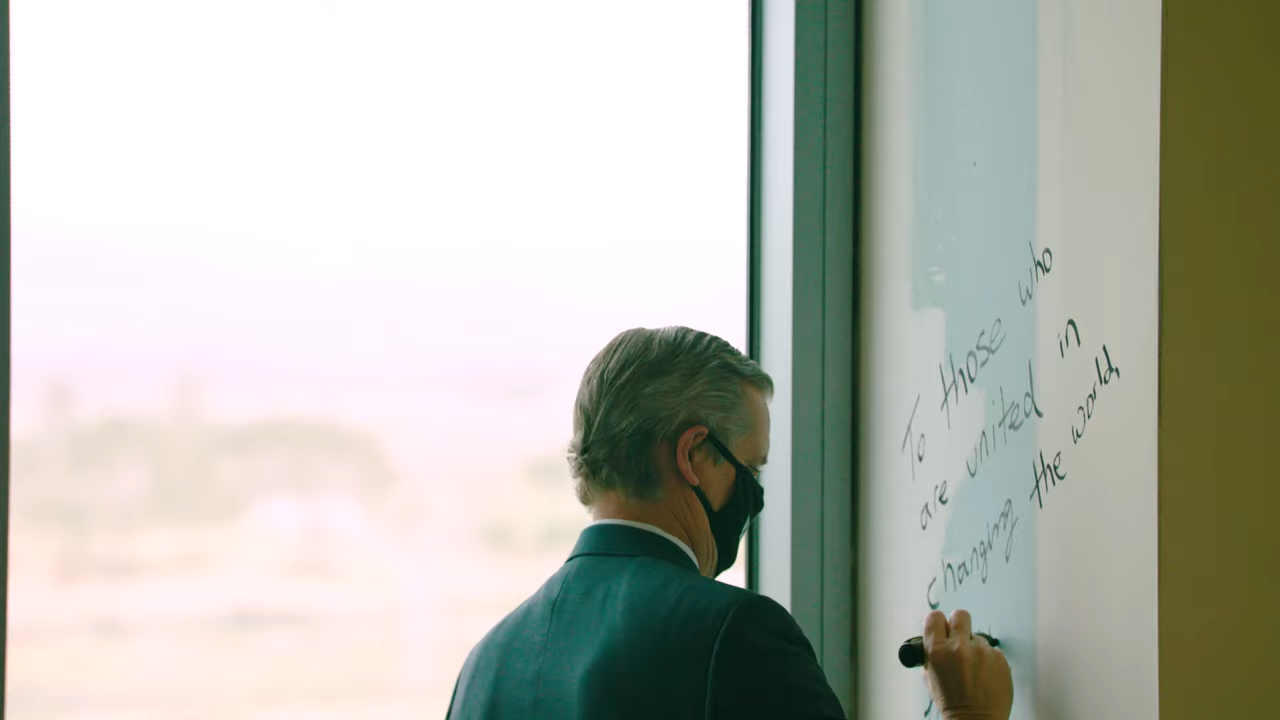 To those who
are united in
changing the world,